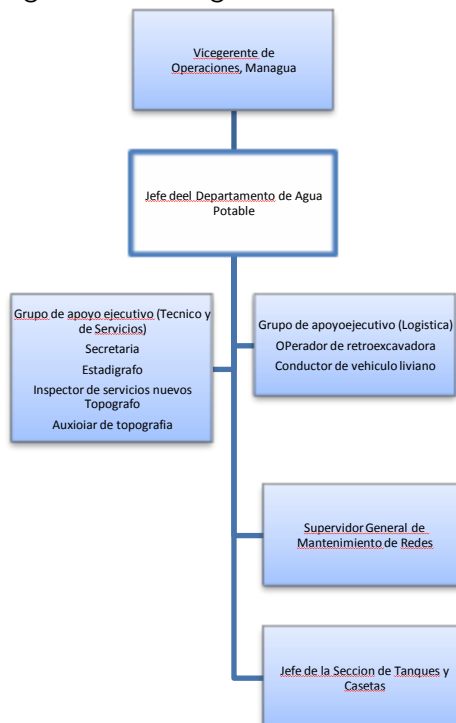 Vicegerente de
Operaciones, Managua
Jefe deel Departamento de Agua
Potable
Grupo de apoyo ejecutivo (Tecnico y
de Servicios)
Secretaria
Estadigrafo
Inspector de servicios nuevos
Topografo
Auxioiar de topografia
Grupo de apoyoejecutivo (Logistica)
OPerador de retroexcavadora
Conductor de vehiculo liviano
Supervidor General de
Mantenimiento de Redes
Jefe de la Seccion de Tanques y
Casetas